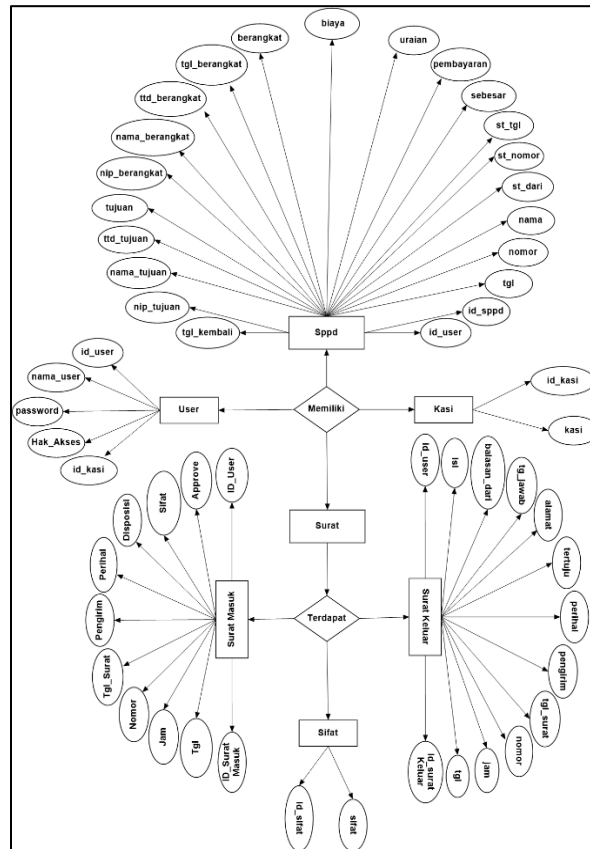 biaya
berangkat
uraian
tgl_berangkat
pembayaran
ttd_berangkat
sebesar
nama_berangkat
st_tgl
st_nomor
nip_berangkat
st_dari
tujuan
nama
ttd_tujuan
nomor
nama_tujuan
tgl
nip_tujuan
id_sppd
tgl_kembali
Sppd
id_user
id_user
nama_user
password
Hak_Akses
id_kasi
User
Memiliki
Kasi
id_kasi
kasi
Surat
Terdapat
Surat Masuk
ID_User
Approve
Sifat
Disposisi
Perihal
Pengirim
Tgl_Surat
Nomor
Jam
Tgl
ID_Surat
Masuk
Surat Keluar
id_user
isi
balasan_dari
tg_jawab
alamat
tertuju
perihal
pengirim
tgl_surat
nomor
jam
tgl
id_surat
Keluar
Sifat
id_sifat
sifat